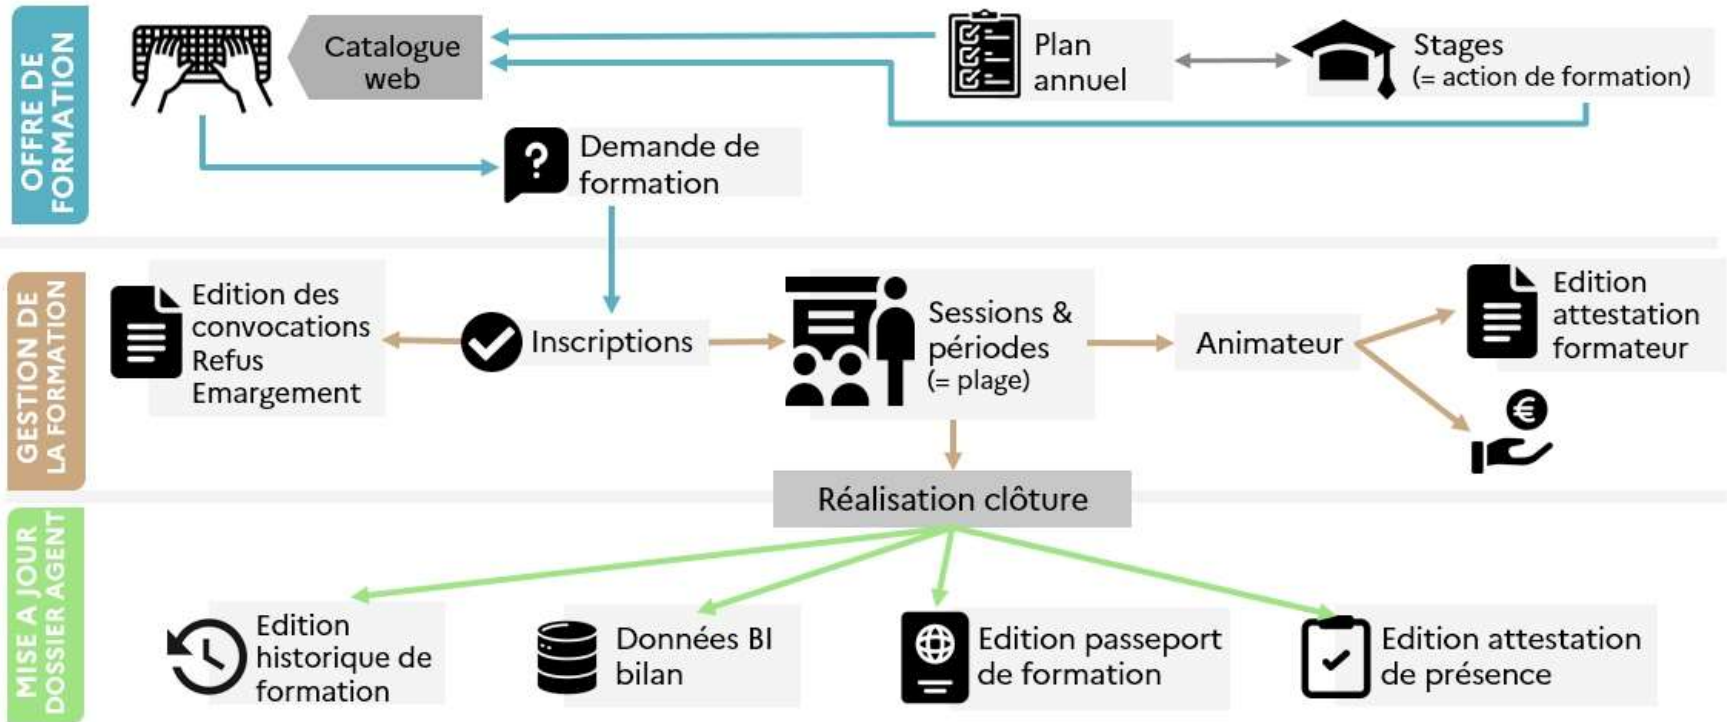 OFFRE DE
FORMATION
Catalogue
web
Plan
annuel
Stages
(= action de formation)
?
Demande de
formation
GESTION DE
LA FORMATION
Edition des
convocations
Refus
Emargement
Inscriptions
Sessions &
périodes
(= plage)
Animateur
Edition
attestation
formateur
€
Réalisation clôture
MISE A JOUR
DOSSIER AGENT
Edition
historique de
formation
Données BI
bilan
Edition passeport
de formation
Edition attestation
de présence